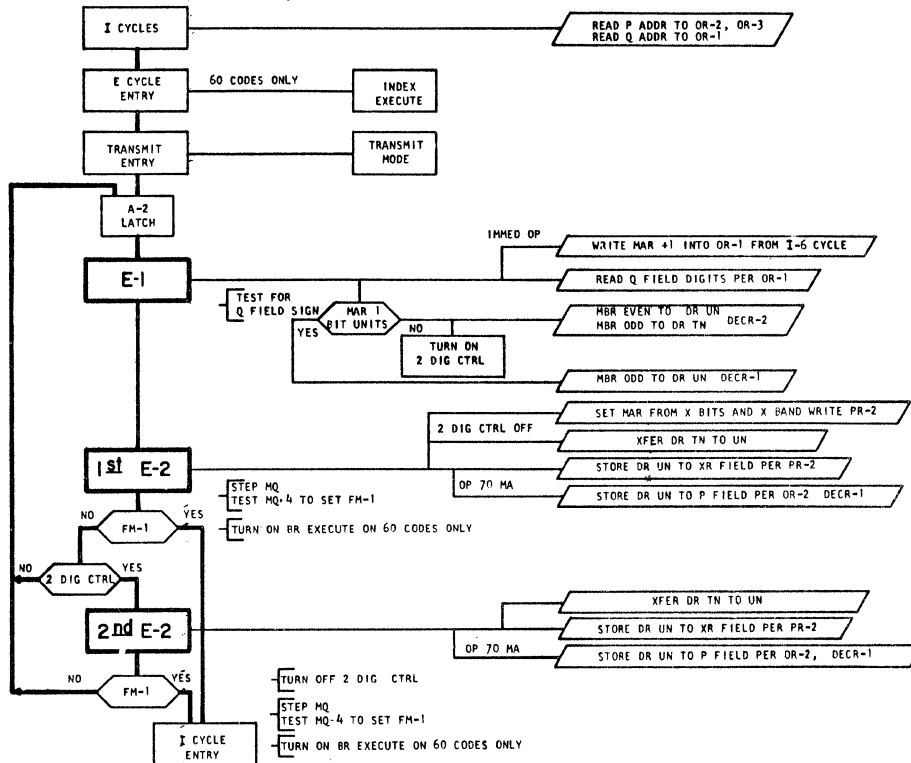 I CYCLES
READ P ADDR TO OR-2, OR-3
READ Q ADDR TO OR-1
E CYCLE
ENTRY
60 CODES ONLY
INDEX
EXECUTE
TRANSMIT
ENTRY
TRANSMIT
MODE
A-2
LATCH
IMMED OP
WRITE MAR +1 INTO OR-1 FROM I-6 CYCLE
E-1
READ Q FIELD DIGITS PER OR-1
TEST FOR
Q FIELD SIGN
MAR 1
BIT UNITS
YES
NO
MBR EVEN TO DR UN
MBR ODD TO DR TN DECR-2
TURN ON
2 DIG CTRL
MBR ODD TO DR UN DECR-1
SET MAR FROM X BITS AND X BAND WRITE PR-2
2 DIG CTRL OFF
XFER DR TN TO UN
1st E-2
STORE DR UN TO XR FIELD PER PR-2
OP 70 MA
STORE DR UN TO P FIELD PER OR-2 DECR-1
STEP MQ
TEST MQ-4 TO SET FM-1
NO
FM-1
YES
TURN ON BR EXECUTE ON 60 CODES ONLY
NO
2 DIG CTRL
YES
XFER DR TN TO UN
2nd E-2
STORE DR UN TO XR FIELD PER PR-2
OP 70 MA
STORE DR UN TO P FIELD PER OR-2, DECR-1
NO
FM-1
YES
TURN OFF 2 DIG CTRL
STEP MQ
TEST MQ-4 TO SET FM-1
I CYCLE
ENTRY
TURN ON BR EXECUTE ON 60 CODES ONLY